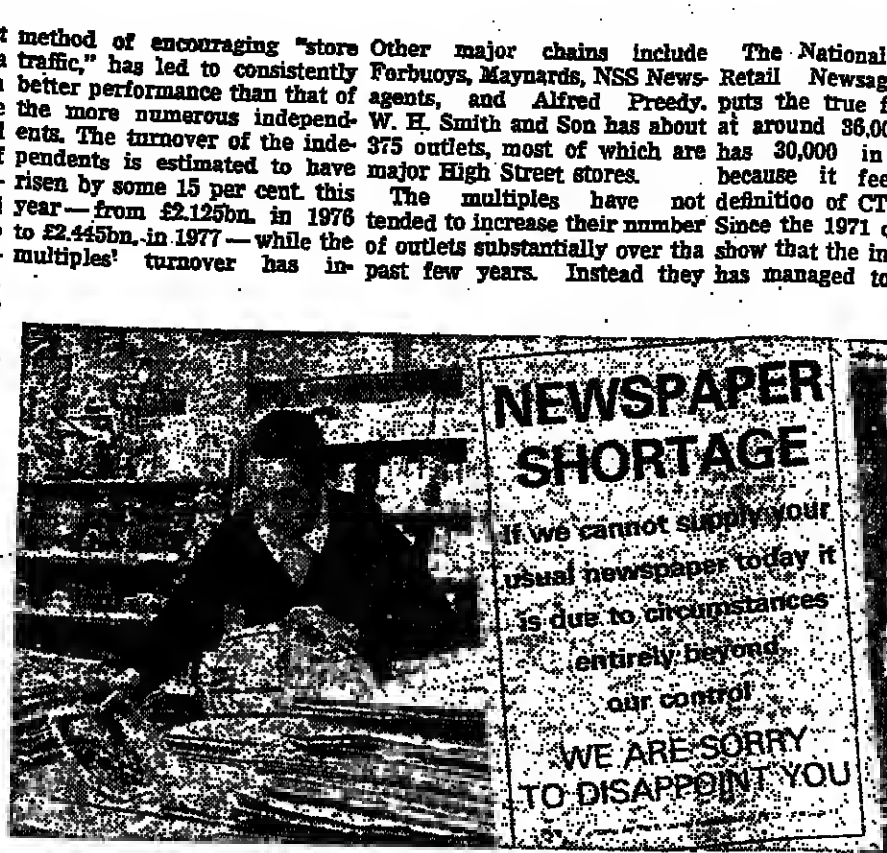 method of encouraging "store
traffic," has led to consistently
better performance than that of
the more numerous independ-
ents. The turnover of the inde-
pendents is estimated to have
risen by some 15 per cent. this
year — from £2.125bn. in 1976
to £2.445bn. in 1977 — while the
multiples' turnover has in-
Other major chains include
Forbuoys, Maynards, NSS News-
agents, and Alfred Preedy.
W. H. Smith and Son has about
375 outlets, most of which are
major High Street stores.
The multiples have not
tended to increase their number
of outlets substantially over tha
past few years. Instead they
The National
Retail Newsag
puts the true f
at around 36,00
has 30,000 in
because it fee
definitioo of CT
Since the 1971 c
show that the in
has managed to
NEWSPAPER
SHORTAGE
If we cannot supply your
usual newspaper today it
is due to circumstances
entirely beyond
our control
WE ARE SORRY
TO DISAPPOINT YOU